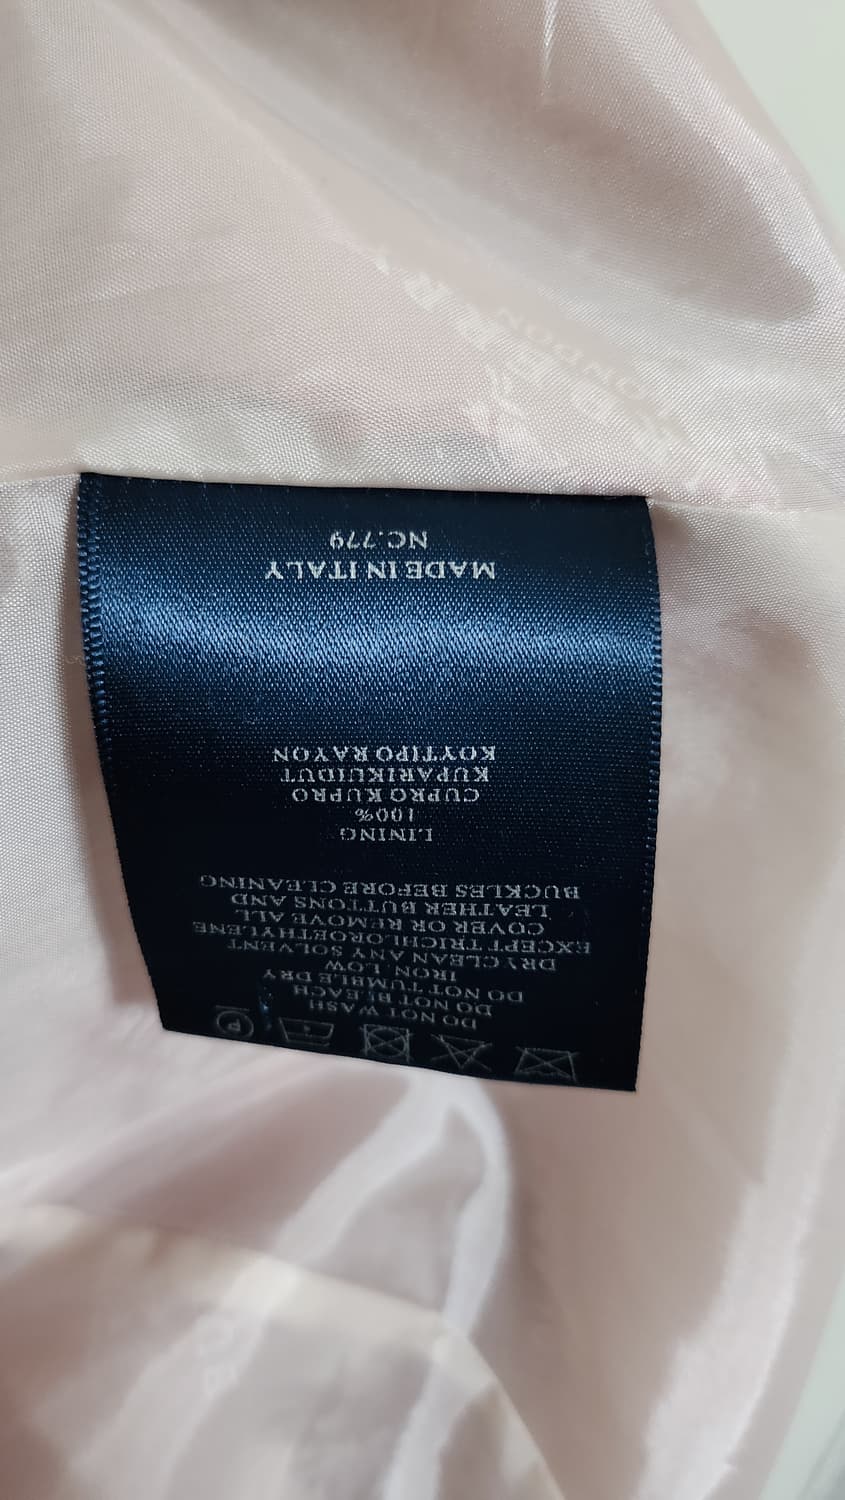 P
DO NOT WASH
DO NOT BLEACH
DO NOT TUMBLE DRY
IRON LOW
DRY CLEAN ANY SOLVENT
EXCEPT TRICHLOROETHYLENE
COVER OR REMOVE ALL
LEATHER BUTTONS AND
BUCKLES BEFORE CLEANING
LINING
100%
CUPRO KUPRO
KUPARIKUIDUT
KOYTIPO RAYON
MADE IN ITALY
NC.779
LONDON